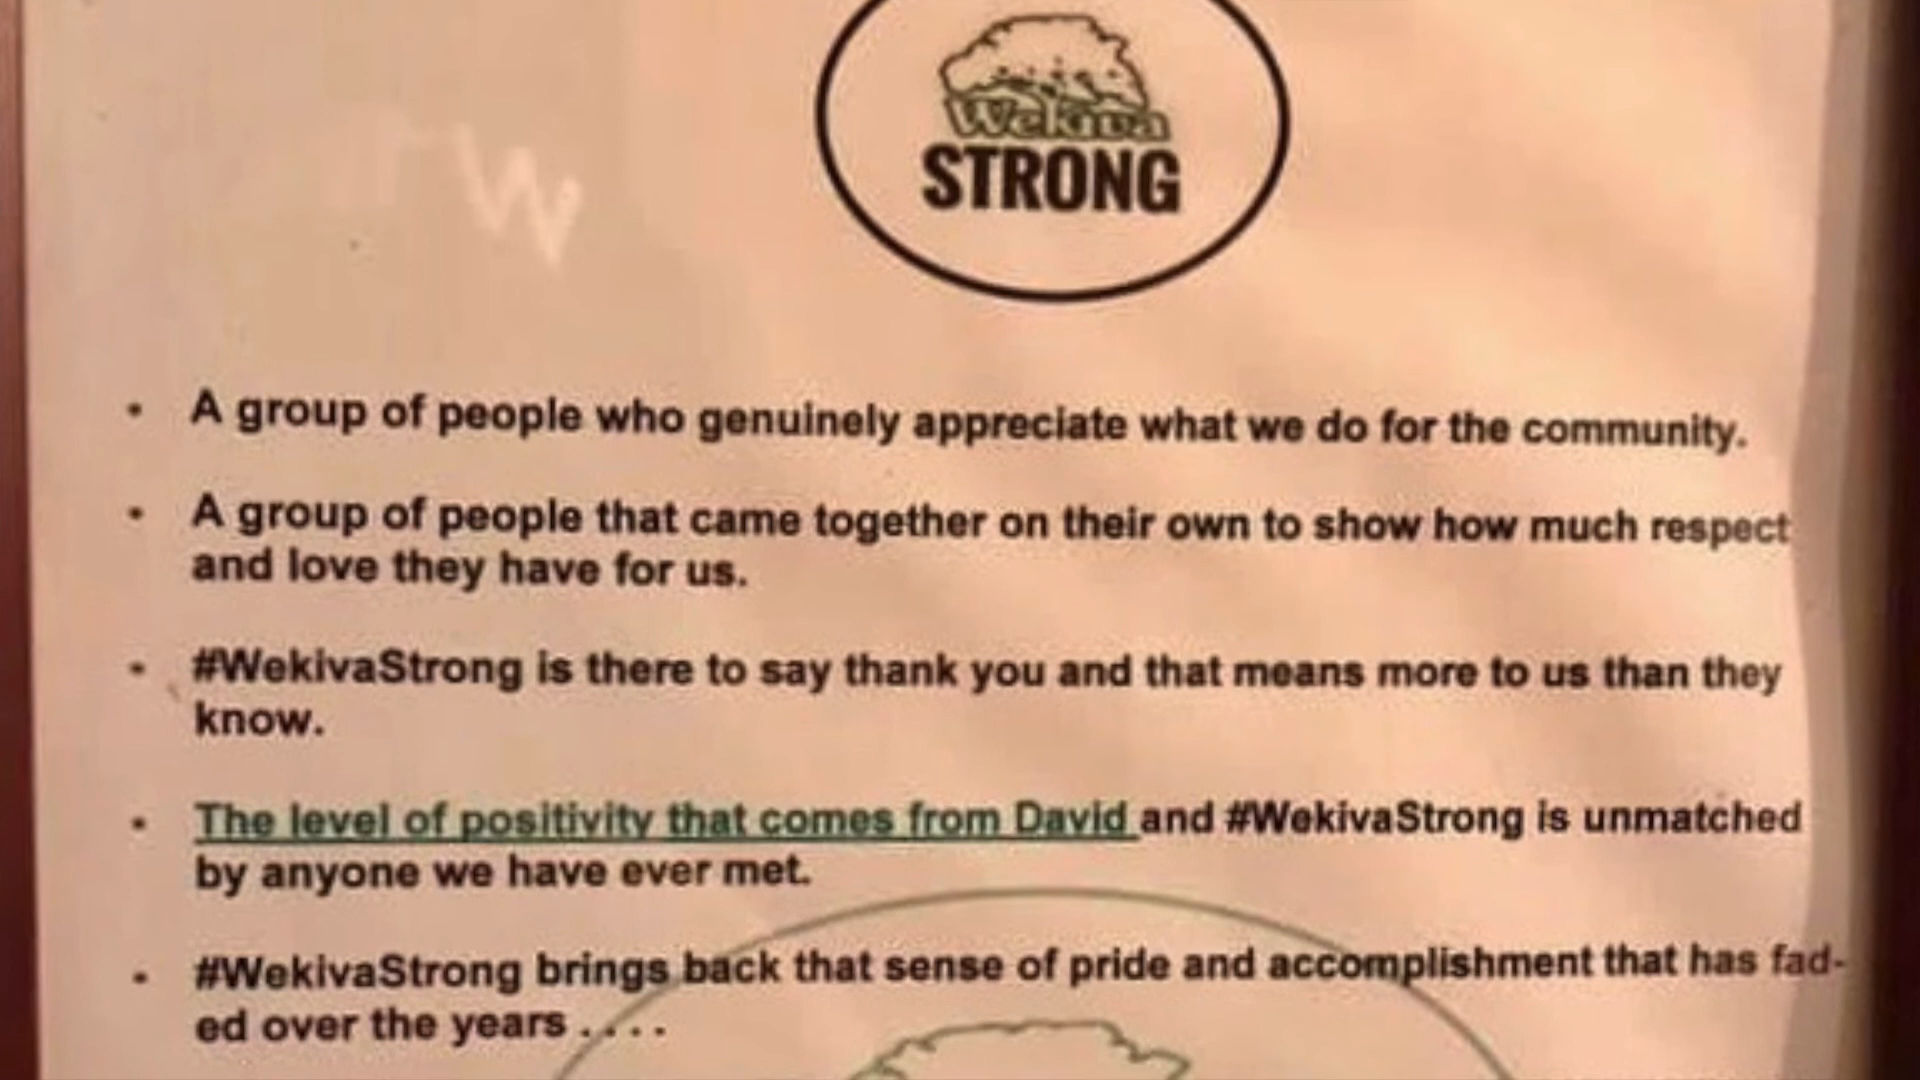 Wekiva
STRONG
• A group of people who genuinely appreciate what we do for the community.
• A group of people that came together on their own to show how much respect
and love they have for us.
• #WekivaStrong is there to say thank you and that means more to us than they
know.
• The level of positivity that comes from David and #WekivaStrong is unmatched
by anyone we have ever met.
• #WekivaStrong brings back that sense of pride and accomplishment that has fad-
ed over the years . . . .